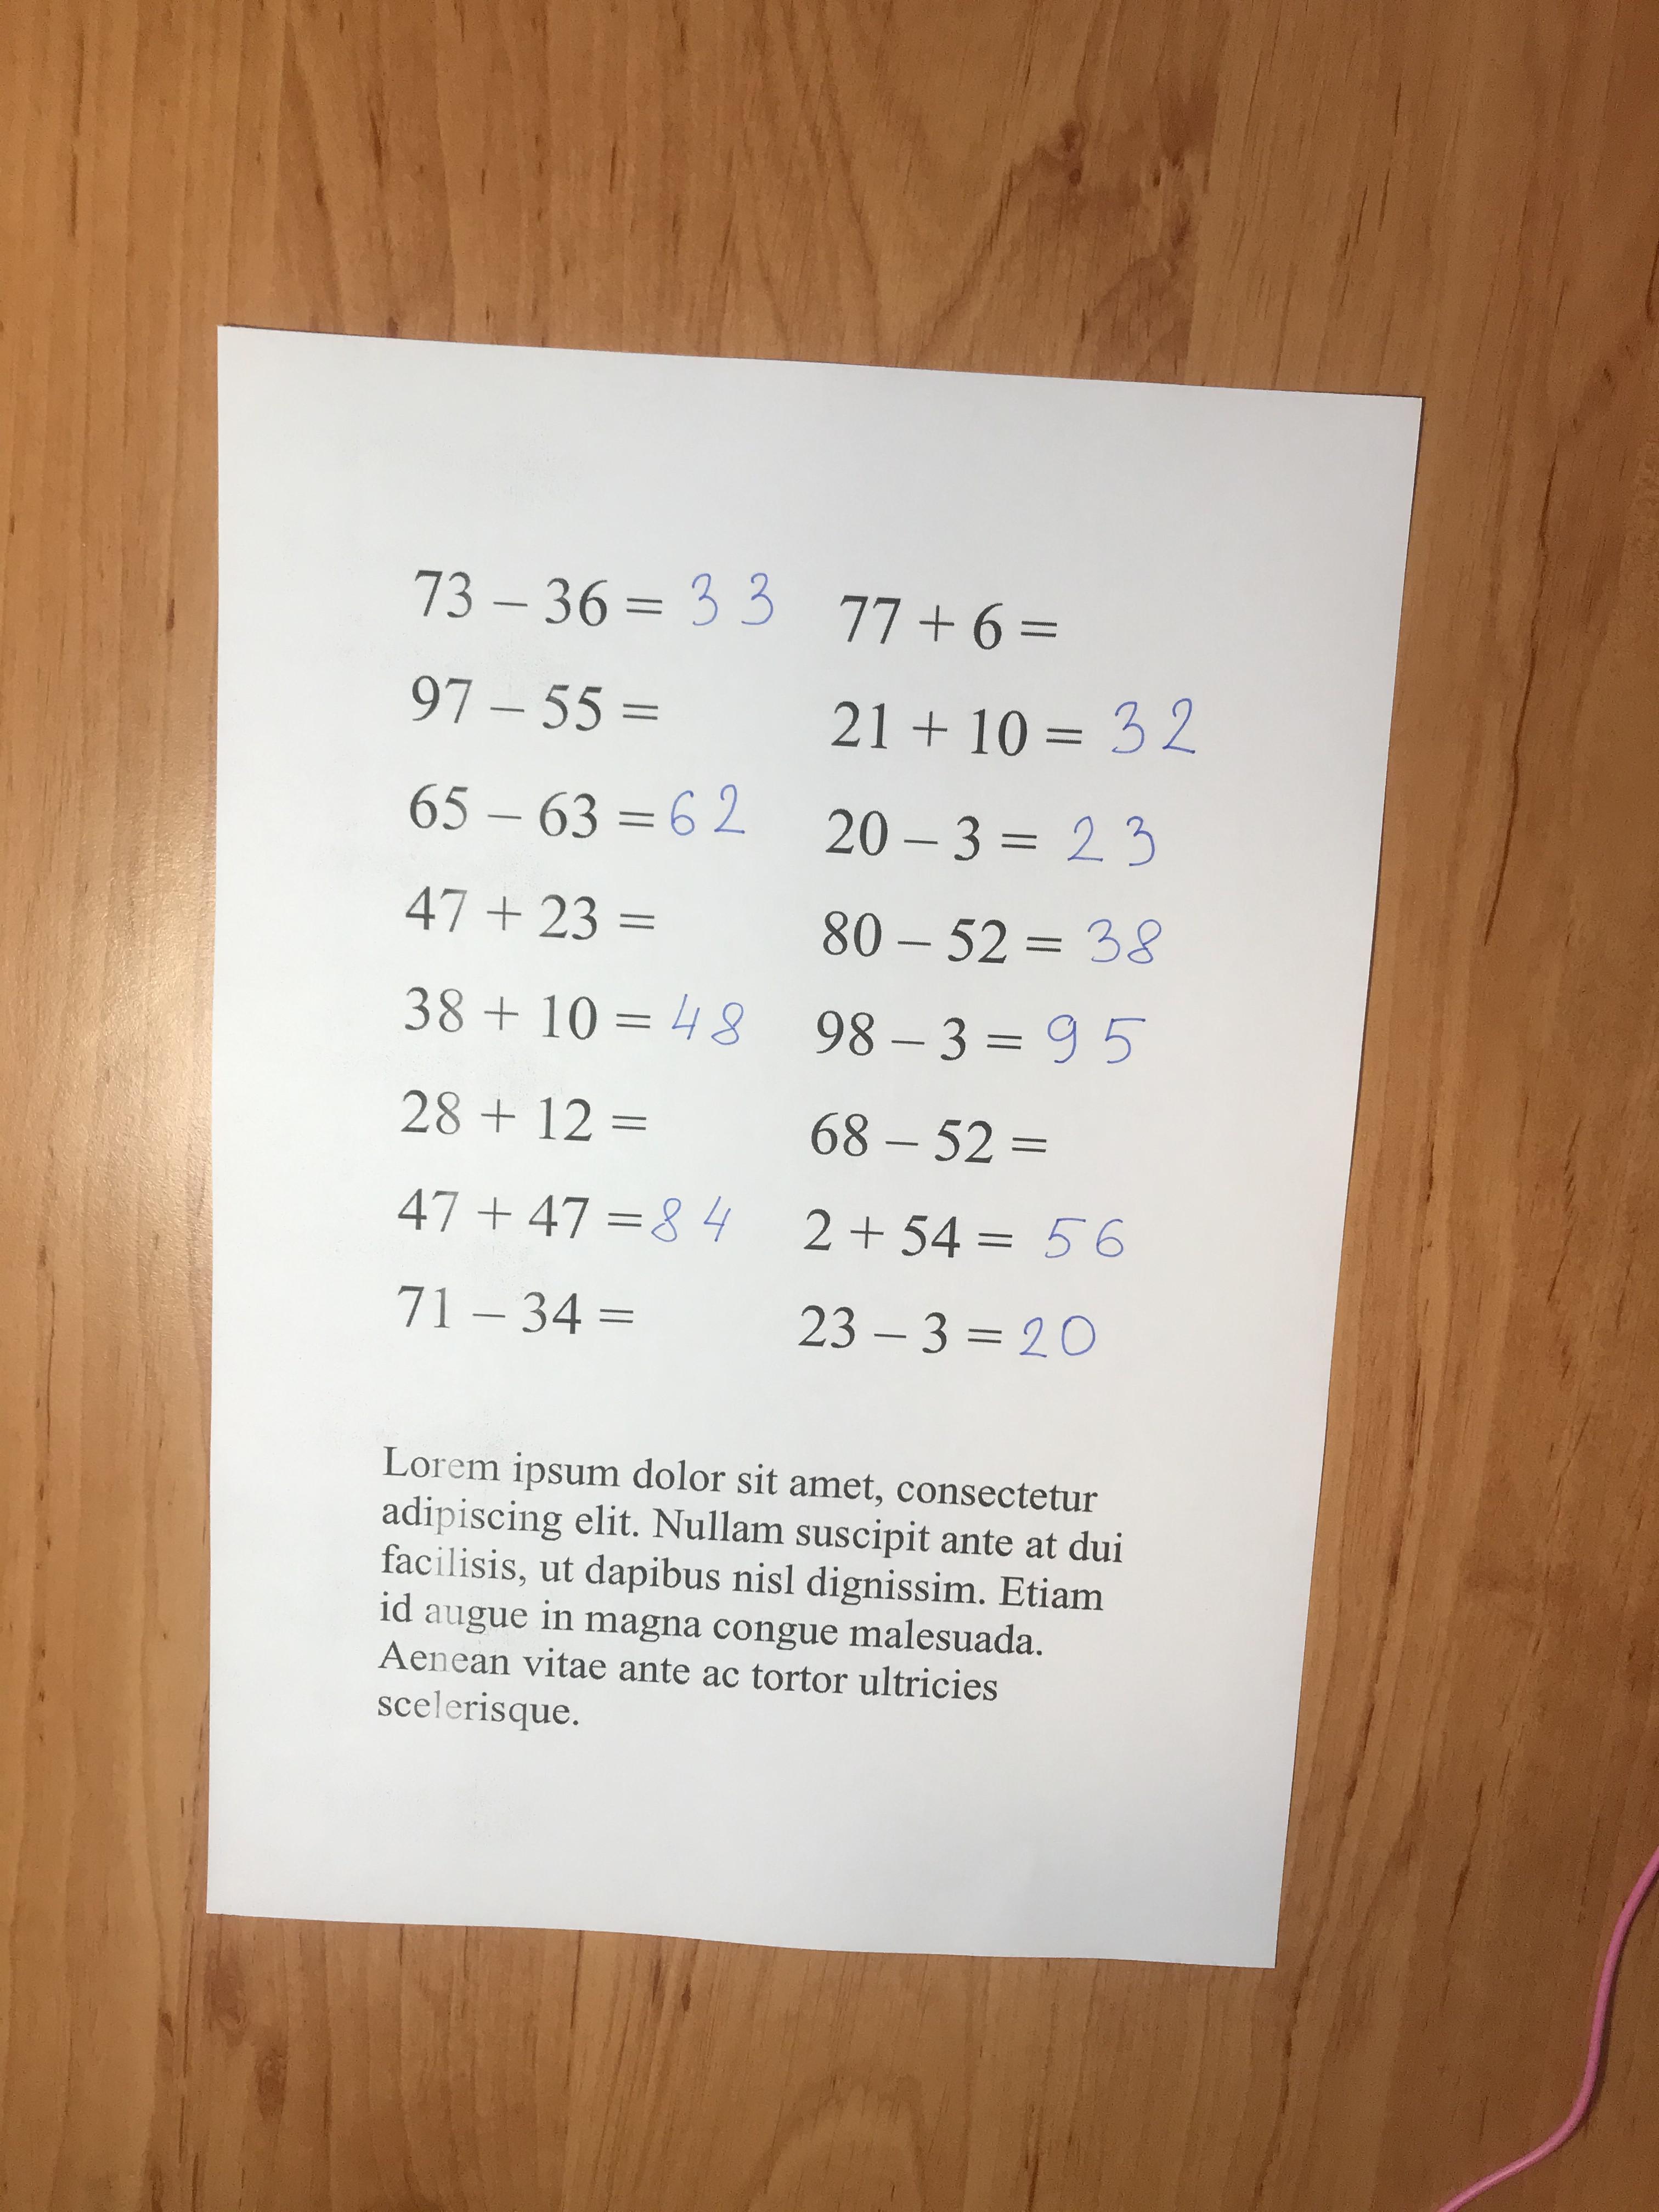 73 – 36 = 33
97 – 55 =
65 – 63 = 62
47 + 23 =
38 + 10 = 48
28 + 12 =
47 + 47 = 84
71 – 34 =
77 + 6 =
21 + 10 = 32
20 – 3 = 23
80 – 52 = 38
98 – 3 = 95
68 – 52 =
2 + 54 = 56
23 – 3 = 20
Lorem ipsum dolor sit amet, consectetur
adipiscing elit. Nullam suscipit ante at dui
facilisis, ut dapibus nisl dignissim. Etiam
id augue in magna congue malesuada.
Aenean vitae ante ac tortor ultricies
scelerisque.